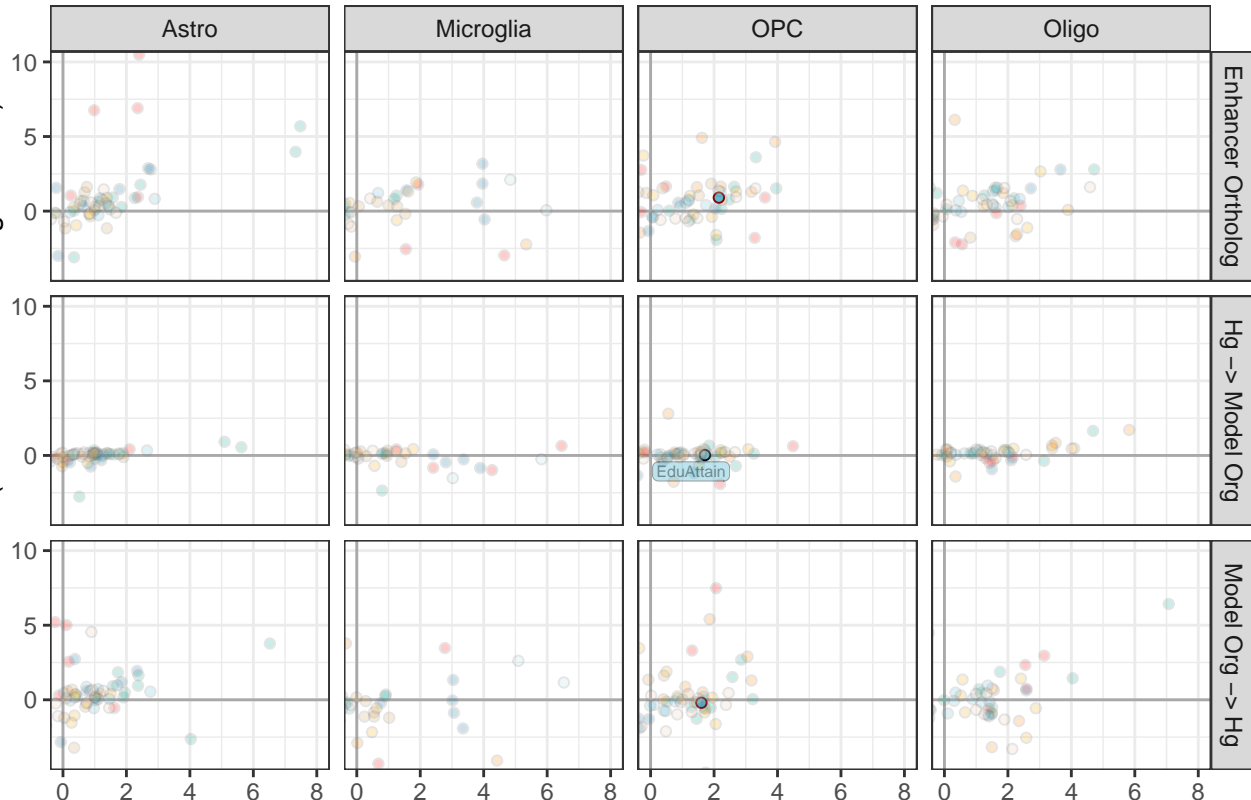 Astro Microglia OPC Oligo
10
5
0
Enhancer Ortholog
10
5
0
EduAttain
Hg −> Model Org
10
5
0
Model Org −> Hg
0 2 4 6 8 0 2 4 6 8 0 2 4 6 8 0 2 4 6 8